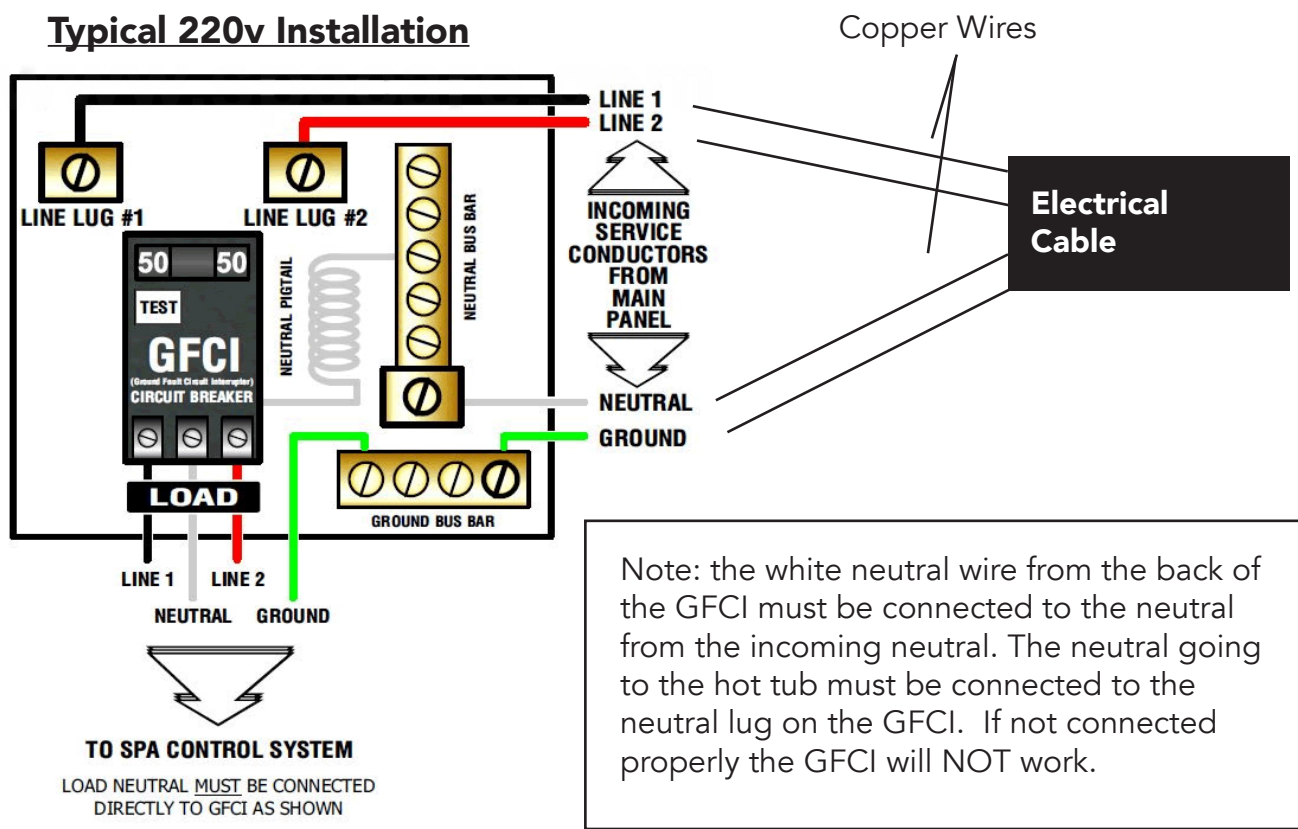 Typical 220v Installation
Copper Wires
LINE 1
LINE 2
LINE LUG #1
LINE LUG #2
NEUTRAL BUS BAR
INCOMING
SERVICE
CONDUCTORS
FROM
MAIN
PANEL
Electrical
Cable
50 50
TEST
GFCI
(Ground Fault Circuit Interrupter)
CIRCUIT BREAKER
NEUTRAL PIGTAIL
NEUTRAL
GROUND
LOAD
GROUND BUS BAR
LINE 1 LINE 2
NEUTRAL GROUND
TO SPA CONTROL SYSTEM
LOAD NEUTRAL MUST BE CONNECTED
DIRECTLY TO GFCI AS SHOWN
Note: the white neutral wire from the back of
the GFCI must be connected to the neutral
from the incoming neutral. The neutral going
to the hot tub must be connected to the
neutral lug on the GFCI. If not connected
properly the GFCI will NOT work.